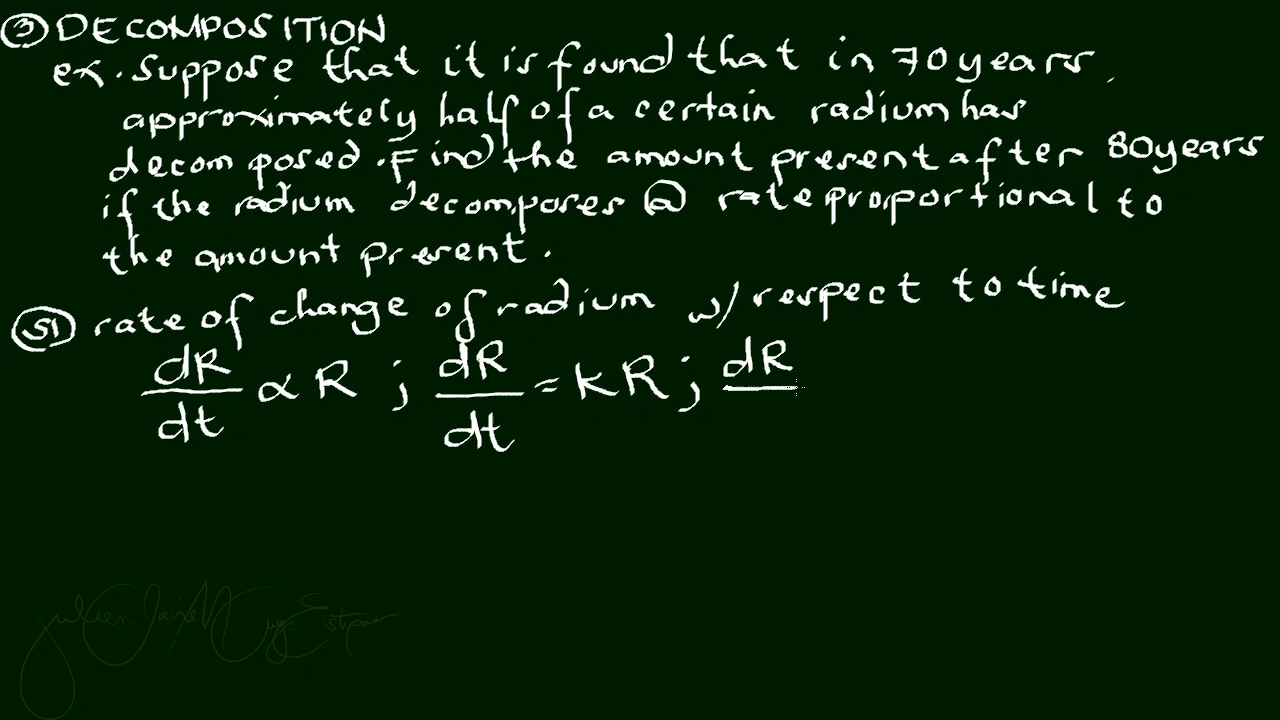 ③ DECOMPOSITION
ex. suppose that it is found that in 70 years,
approximately half of a certain radium has
decomposed. Find the amount present after 80 years
if the radium decomposes @ rate proportional to
the amount present.
rate of change of radium w/ respect to time
dR/dt ∝ R ; dR/dt = kR ; dR